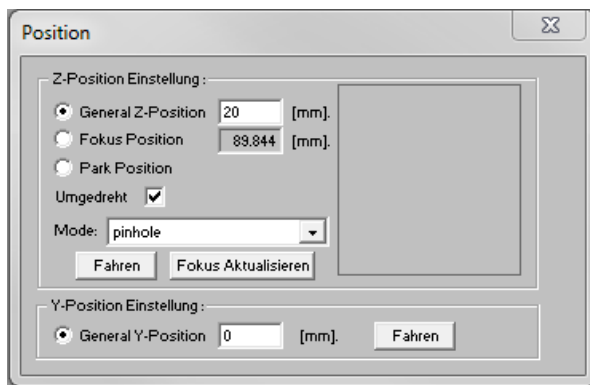 Position
Z-Position Einstellung :
General Z-Position 20 [mm].
Fokus Position 89.844 [mm].
Park Position
Umgedreht
Mode: pinhole
Fahren Fokus Aktualisieren
Y-Position Einstellung :
General Y-Position 0 [mm]. Fahren